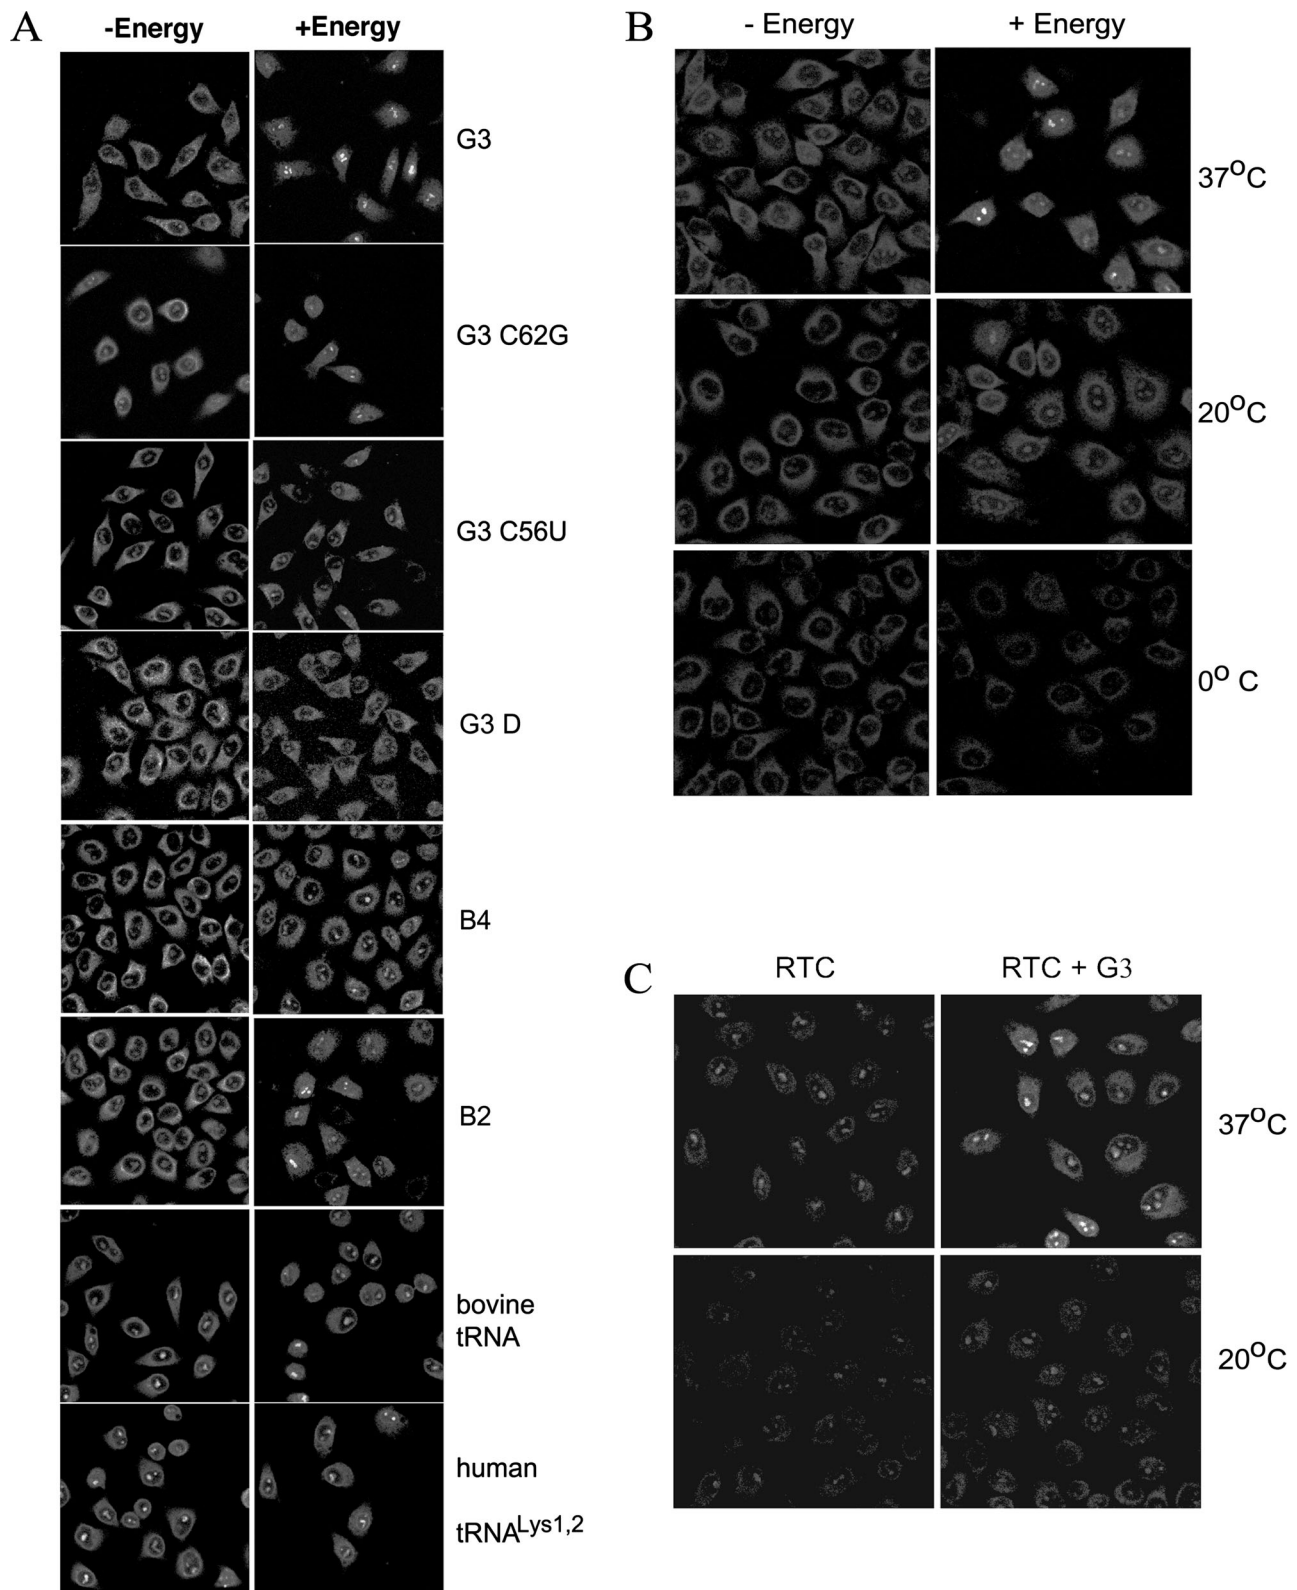 A
-Energy +Energy
G3
G3 C62G
G3 C56U
G3 D
B4
B2
bovine
tRNA
human
tRNALys1,2
B
- Energy + Energy
37oC
20oC
0o C
C
RTC RTC + G3
37oC
20oC